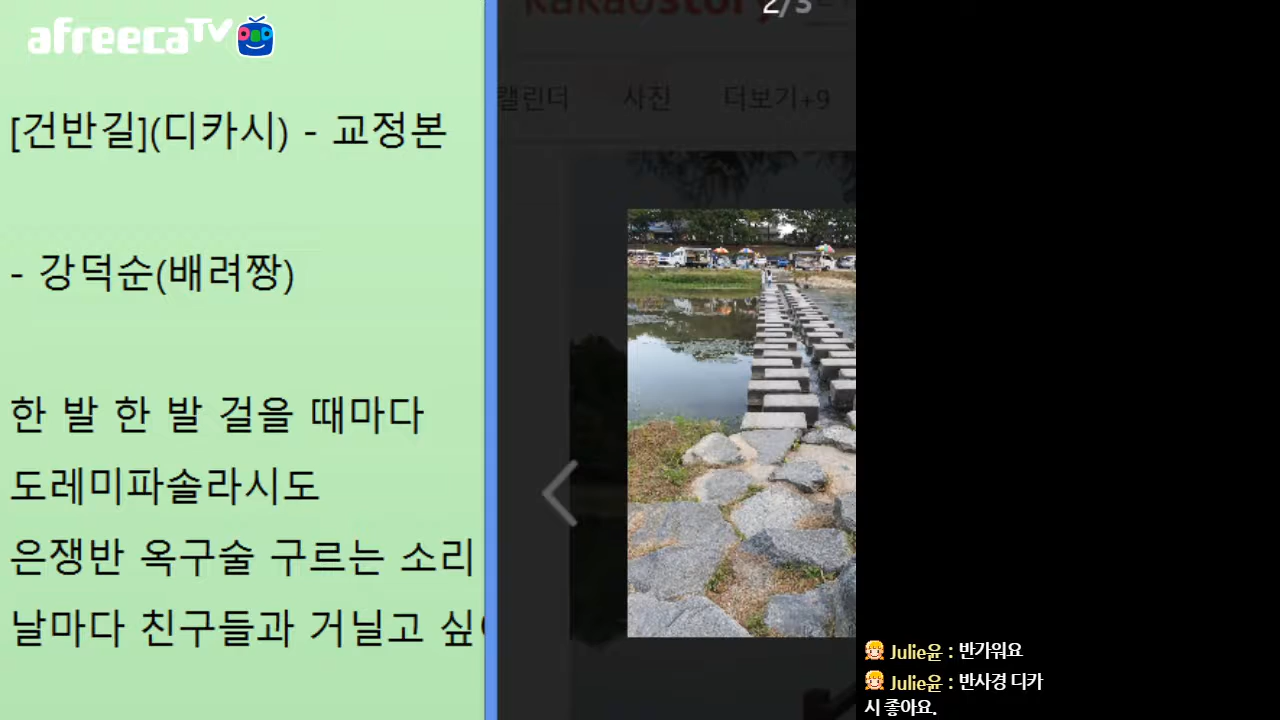 afreecaTV
[건반길](디카시) - 교정본
- 강덕순(배려짱)
한 발 한 발 걸을 때마다
도레미파솔라시도
은쟁반 옥구술 구르는 소리
날마다 친구들과 거닐고
kakaostory
2/3
캘린더 사진 더보기+9
Julie윤 : 반가워요
Julie윤 : 반사경 디카
시 좋아요.